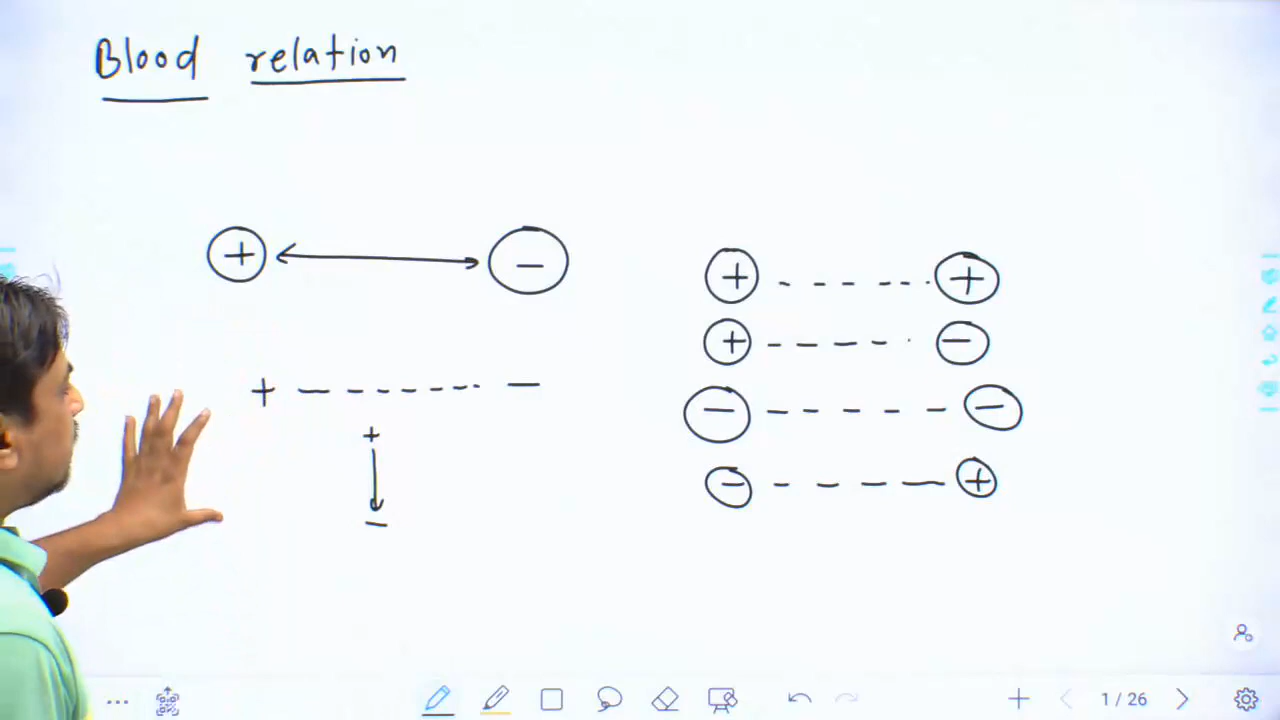 Blood relation
+ ⟷ −
+ - - - - - - −
+
↓
−
+ - - - - - - +
+ - - - - - −
− - - - - - −
− - - - - - +
1 / 26